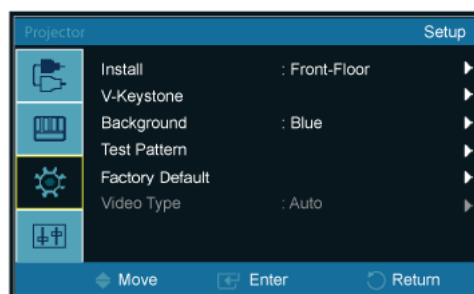 Projector Setup
Install : Front-Floor
V-Keystone
Background : Blue
Test Pattern
Factory Default
Video Type : Auto
Move Enter Return